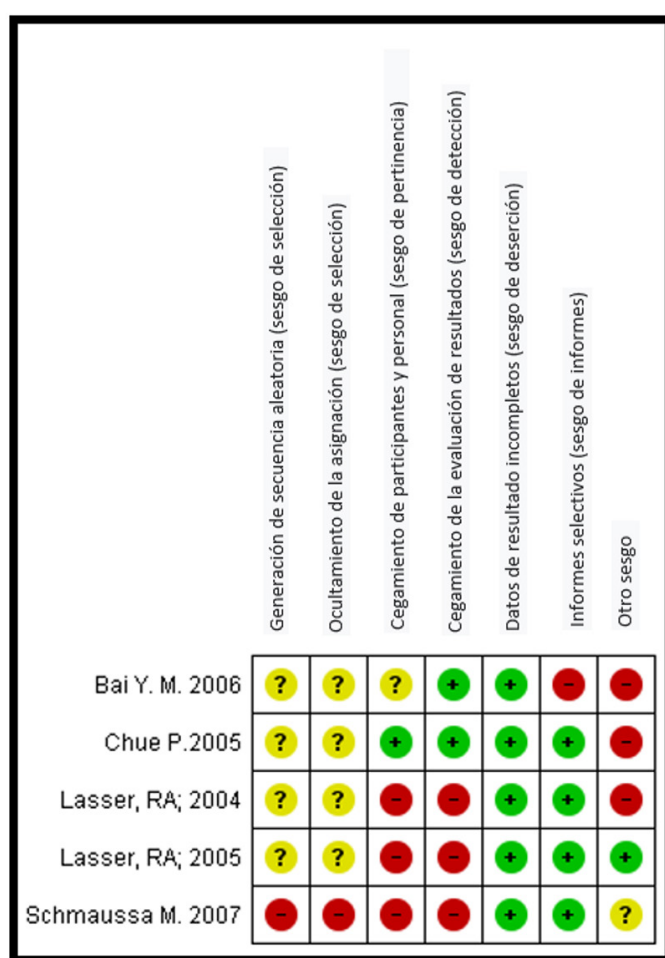 Generación de secuencia aleatoria (sesgo de selección)
Ocultamiento de la asignación (sesgo de selección)
Cegamiento de participantes y personal (sesgo de pertinencia)
Cegamiento de la evaluación de resultados (sesgo de detección)
Datos de resultado incompletos (sesgo de deserción)
Informes selectivos (sesgo de informes)
Otro sesgo
Bai Y. M. 2006 ? ? ? + + - -
Chue P.2005 ? ? + + + + -
Lasser, RA; 2004 ? ? - - + + -
Lasser, RA; 2005 ? ? - - + + +
Schmaussa M. 2007 - - - - + + ?